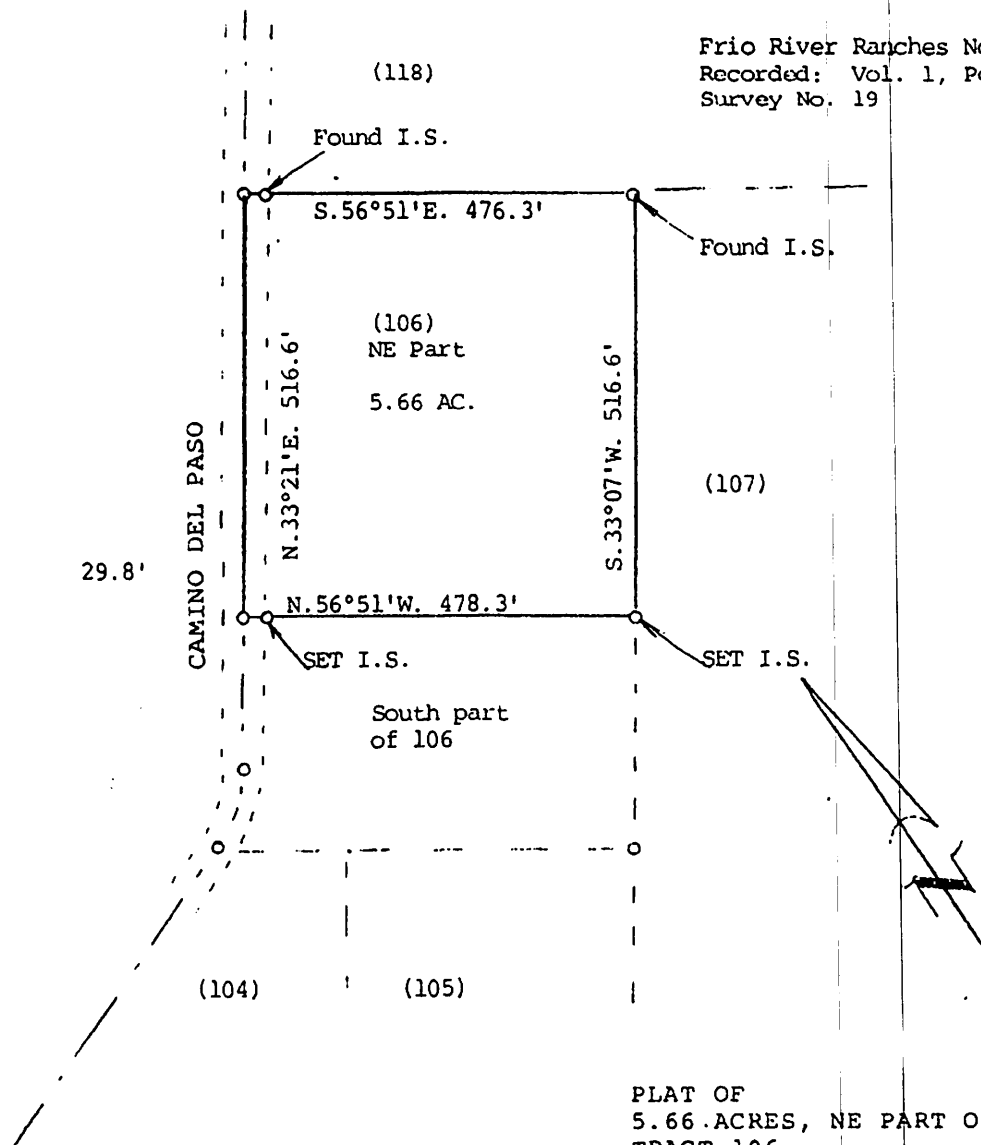 Frio River Ranches
Recorded: Vol. 1,
Survey No. 19
(118)
Found I.S.
S.56°51'E. 476.3'
Found I.S.
(106)
NE Part
5.66 AC.
N.33°21'E. 516.6'
S.33°07'W. 516.6'
CAMINO DEL PASO
(107)
29.8'
N.56°51'W. 478.3'
SET I.S.
SET I.S.
South part
of 106
(104)
(105)
PLAT OF
5.66 ACRES, NE PART
TRACT 106